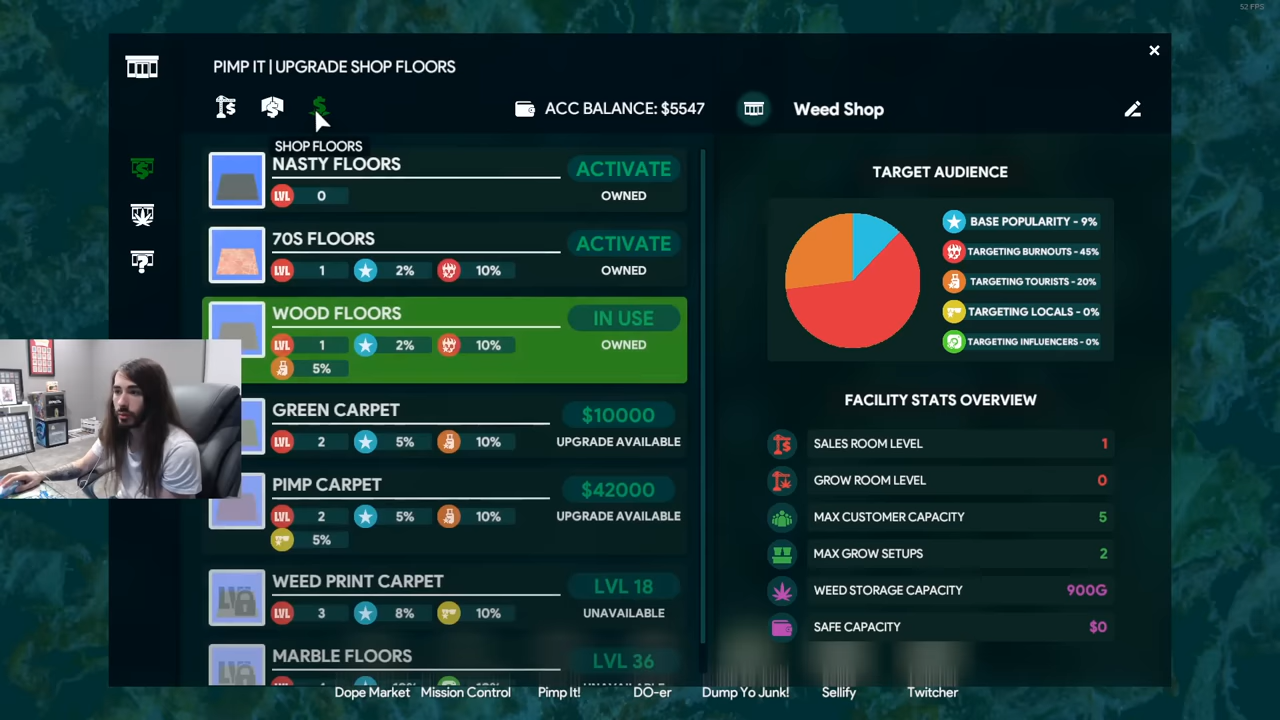 52 FPS
PIMP IT | UPGRADE SHOP FLOORS
ACC BALANCE: $5547
Weed Shop
SHOP FLOORS
NASTY FLOORS
ACTIVATE
LVL 0
OWNED
70S FLOORS
ACTIVATE
LVL 1 2% 10%
OWNED
WOOD FLOORS
IN USE
LVL 1 2% 10%
OWNED
5%
GREEN CARPET
$10000
LVL 2 5% 10%
UPGRADE AVAILABLE
PIMP CARPET
$42000
LVL 2 5% 10%
UPGRADE AVAILABLE
5%
WEED PRINT CARPET
LVL 18
LVL 3 8% 10%
UNAVAILABLE
MARBLE FLOORS
LVL 36
TARGET AUDIENCE
BASE POPULARITY - 9%
TARGETING BURNOUTS - 45%
TARGETING TOURISTS - 20%
TARGETING LOCALS - 0%
TARGETING INFLUENCERS - 0%
FACILITY STATS OVERVIEW
SALES ROOM LEVEL 1
GROW ROOM LEVEL 0
MAX CUSTOMER CAPACITY 5
MAX GROW SETUPS 2
WEED STORAGE CAPACITY 900G
SAFE CAPACITY $0
Dope Market Mission Control Pimp It! DO-er Dump Yo Junk! Sellify Twitcher